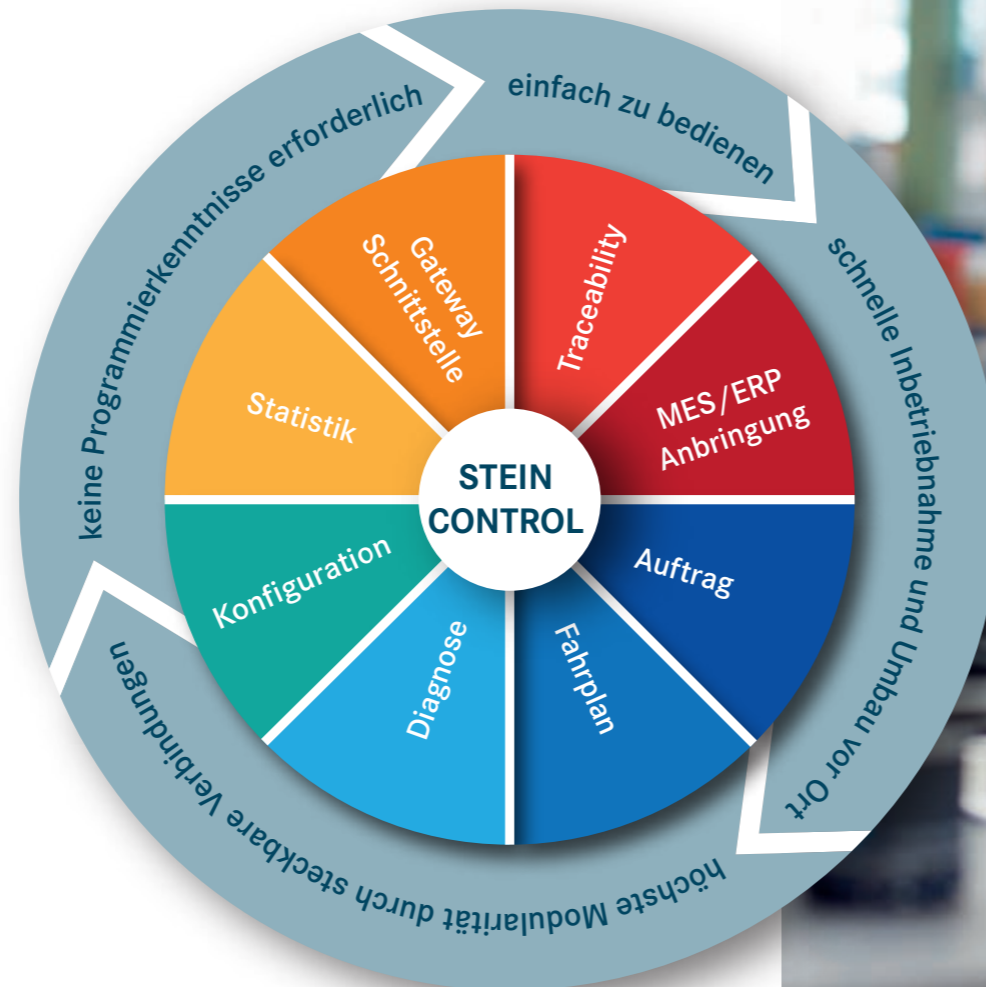 einfach zu bedienen
schnelle Inbetriebnahme und Umbau vor Ort
höchste Modularität durch steckbare Verbindungen
keine Programmierkenntnisse erforderlich
Traceability
MES/ERP
Anbringung
Auftrag
Fahrplan
Diagnose
Konfiguration
Statistik
Gateway
Schnittstelle
STEIN
CONTROL